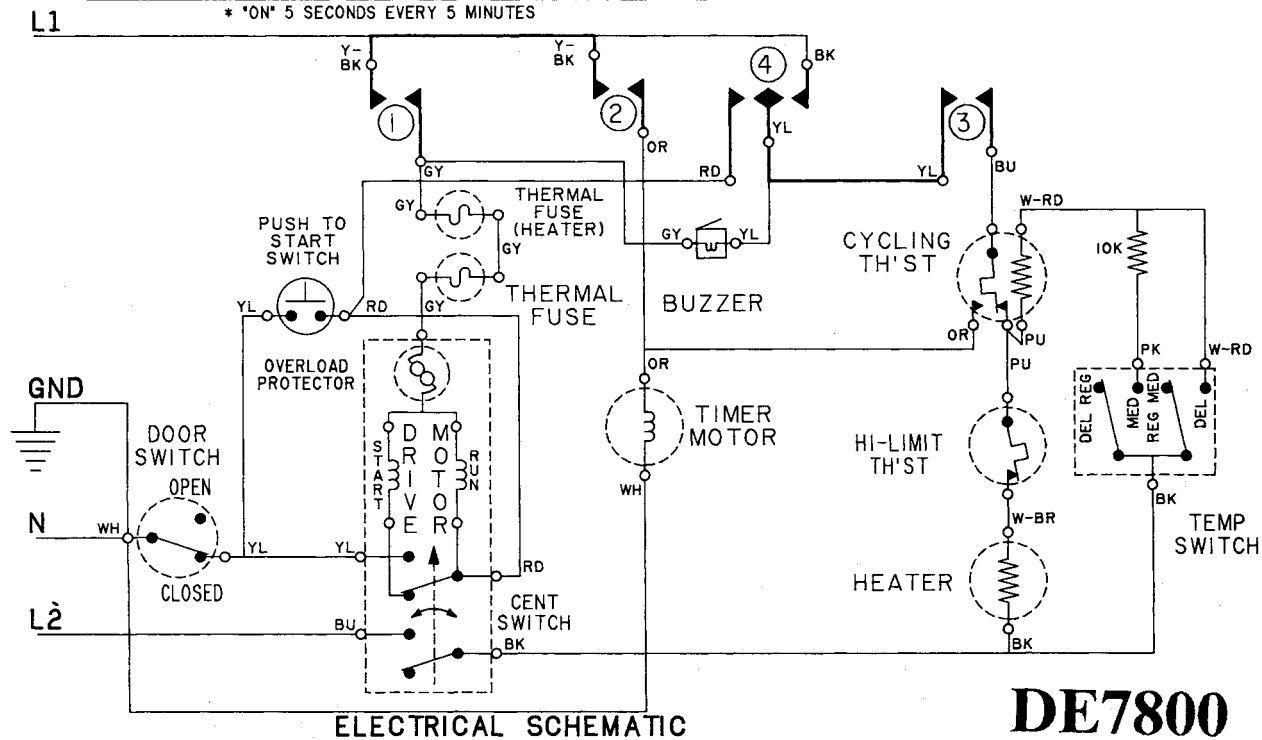 * "ON" 5 SECONDS EVERY 5 MINUTES
L1
Y-
BK
Y-
BK
4
BK
1
2
3
YL
OR
BU
GY
RD
YL
W-RD
THERMAL
FUSE
(HEATER)
GY
GY
PUSH TO
START
SWITCH
GY
YL
BUZZER
CYCLING
TH'ST
10K
THERMAL
FUSE
GY
YL
RD
OR
PU
PU
OR
PK
W-RD
OVERLOAD
PROTECTOR
GND
DOOR
SWITCH
OPEN
START
DRIVE
MOTOR
RUN
TIMER
MOTOR
HI-LIMIT
TH'ST
DEL REG
MED
REG MED
DEL
WH
BK
W-BR
TEMP
SWITCH
N
WH
YL
YL
CLOSED
RD
HEATER
CENT
SWITCH
L2
BU
BK
BK
ELECTRICAL SCHEMATIC
DE7800